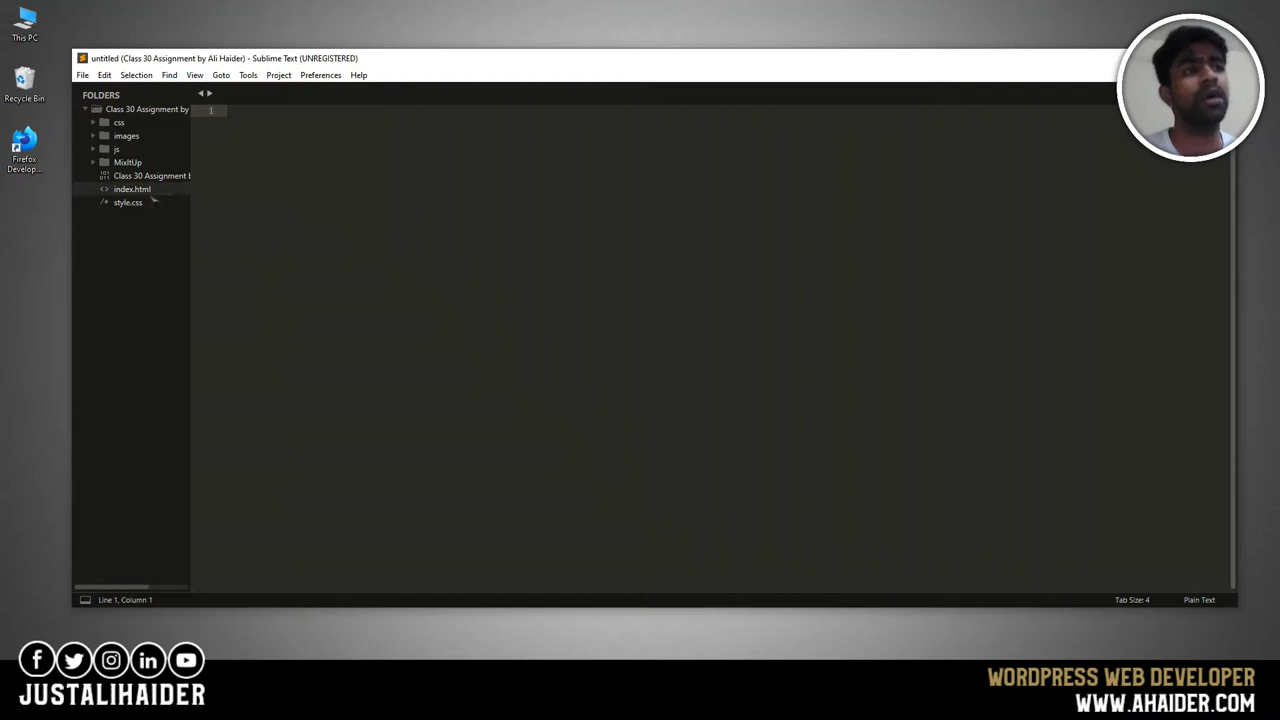 This PC
Recycle Bin
Firefox
Develop...
untitled (Class 30 Assignment by Ali Haider) - Sublime Text (UNREGISTERED)
File Edit Selection Find View Goto Tools Project Preferences Help
FOLDERS
Class 30 Assignment by
css
images
js
MixItUp
Class 30 Assignment b
index.html
style.css
1
Line 1, Column 1
Tab Size: 4
Plain Text
JUSTALIHAIDER
WORDPRESS WEB DEVELOPER
WWW.AHAIDER.COM